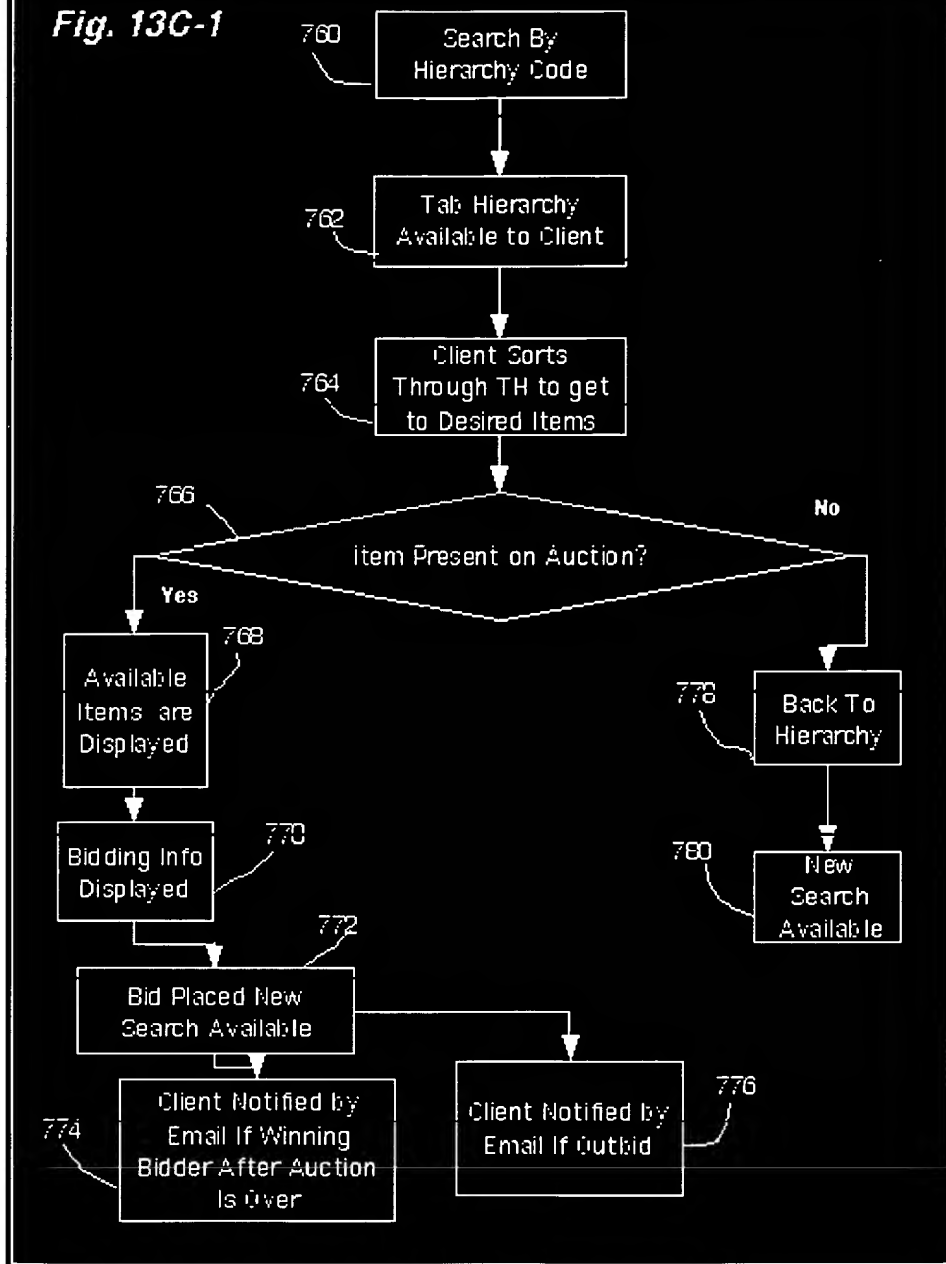 Fig. 13C-1
760
Search By
Hierarchy Code
762
Tab Hierarchy
Available to Client
764
Client Sorts
Through TH to get
to Desired Items
766
No
Item Present on Auction?
Yes
768
Available
Items are
Displayed
778
Back To
Hierarchy
770
Bidding Info
Displayed
780
New
Search
Available
772
Bid Placed New
Search Available
774
Client Notified by
Email If Winning
Bidder After Auction
Is Over
776
Client Notified by
Email If Outbid